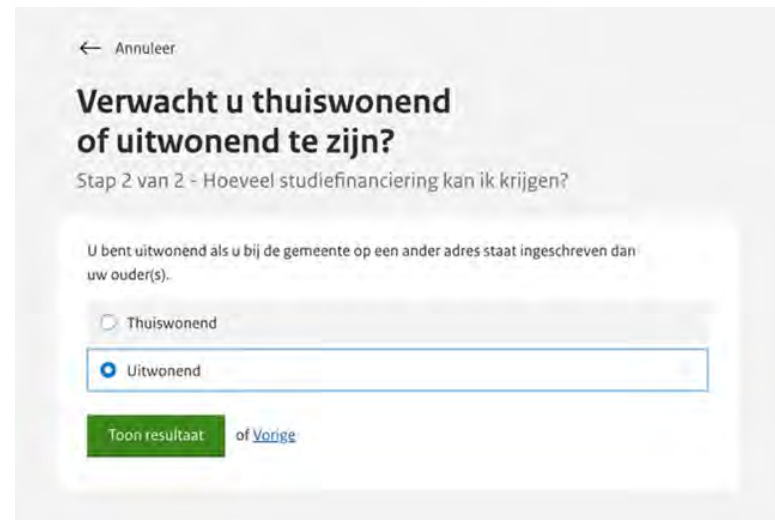 ← Annuleer
Verwacht u thuiswonend
of uitwonend te zijn?
Stap 2 van 2 - Hoeveel studiefinanciering kan ik krijgen?
U bent uitwonend als u bij de gemeente op een ander adres staat ingeschreven dan
uw ouder(s).
Thuiswonend
Uitwonend
Toon resultaat of Vorige